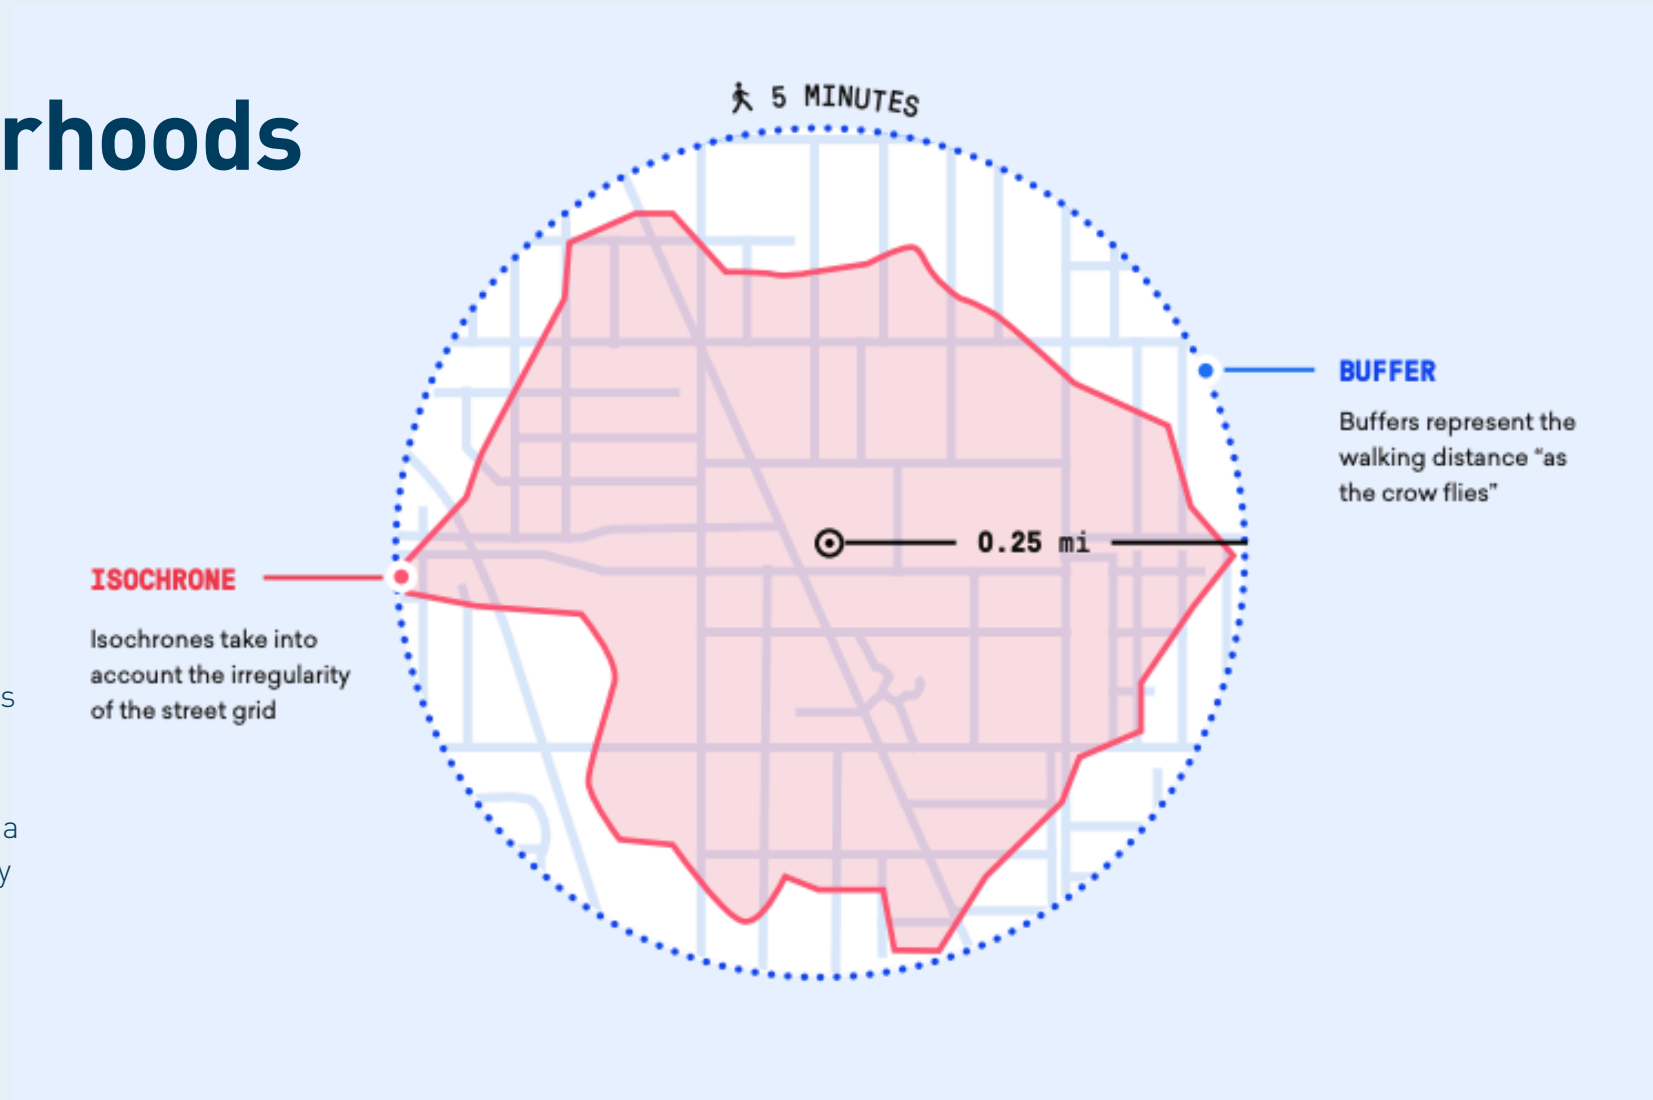 rhoods
5 MINUTES
BUFFER
Buffers represent the
walking distance “as
the crow flies”
0.25 mi
ISOCHRONE
Isochrones take into
account the irregularity
of the street grid
s
a
y